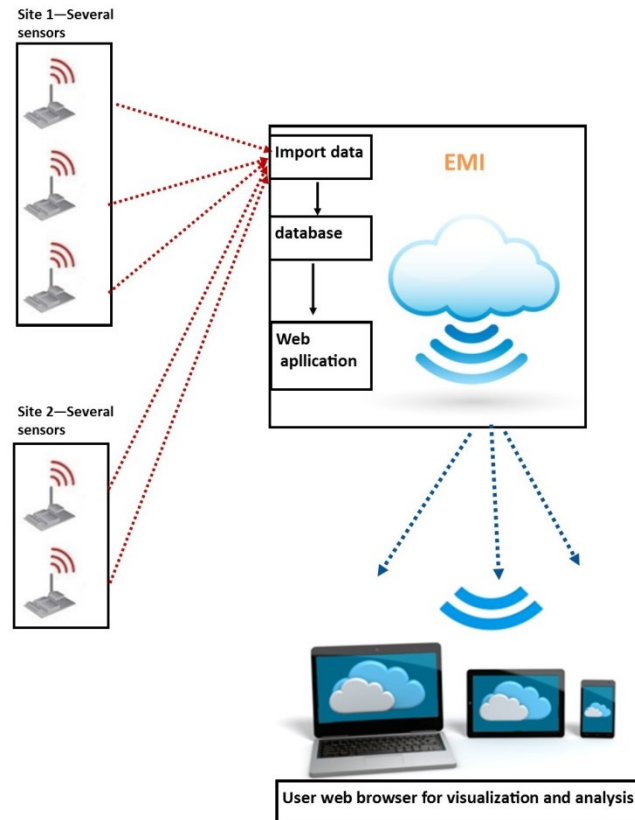 Site 1—Several
sensors
Import data
EMI
database
Web
apllication
Site 2—Several
sensors
User web browser for visualization and analysis